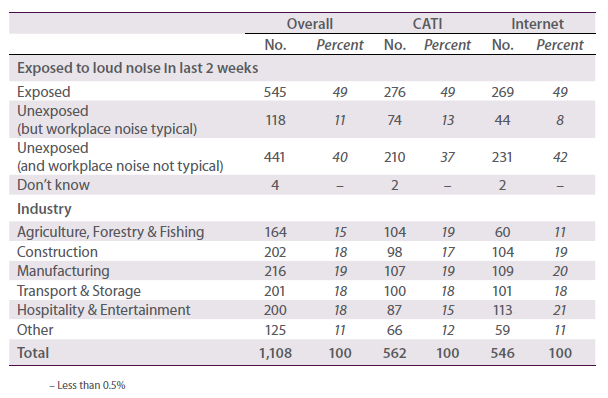 Overall CATI Internet
No. Percent No. Percent No. Percent
Exposed to loud noise in last 2 weeks
Exposed 545 49 276 49 269 49
Unexposed
(but workplace noise typical) 118 11 74 13 44 8
Unexposed
(and workplace noise not typical) 441 40 210 37 231 42
Don't know 4 – 2 – 2 –
Industry
Agriculture, Forestry & Fishing 164 15 104 19 60 11
Construction 202 18 98 17 104 19
Manufacturing 216 19 107 19 109 20
Transport & Storage 201 18 100 18 101 18
Hospitality & Entertainment 200 18 87 15 113 21
Other 125 11 66 12 59 11
Total 1,108 100 562 100 546 100
– Less than 0.5%